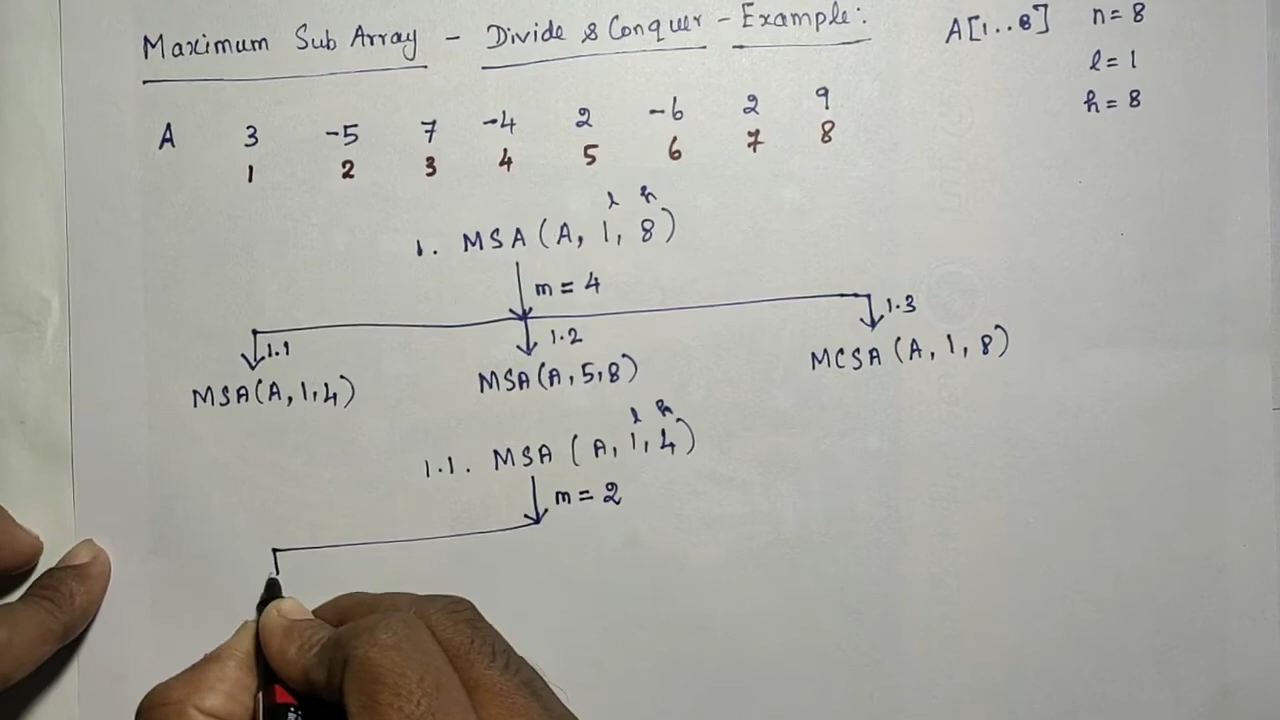 Maximum Sub Array - Divide & Conquer - Example:
A[1..8] n=8
l=1
h=8
A 3 -5 7 -4 2 -6 2 9
1 2 3 4 5 6 7 8
l h
1. MSA(A, 1, 8)
m=4
1.1 1.2 1.3
MSA(A, 1, 4) MSA(A, 5, 8) MCSA(A, 1, 8)
l h
1.1. MSA (A, 1, 4)
m=2